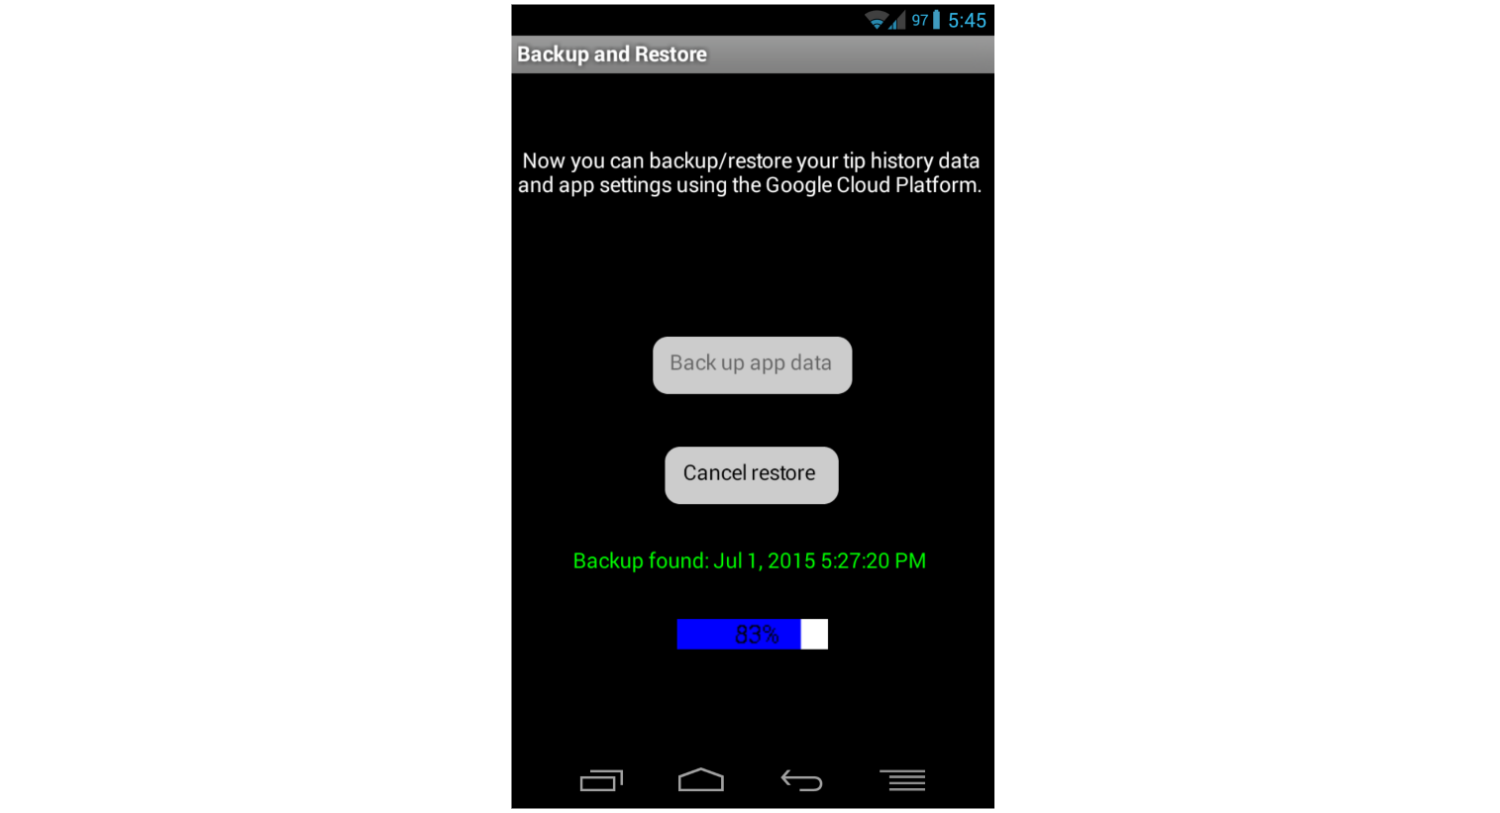 97 5:45
Backup and Restore
Now you can backup/restore your tip history data
and app settings using the Google Cloud Platform.
Back up app data
Cancel restore
Backup found: Jul 1, 2015 5:27:20 PM
83%